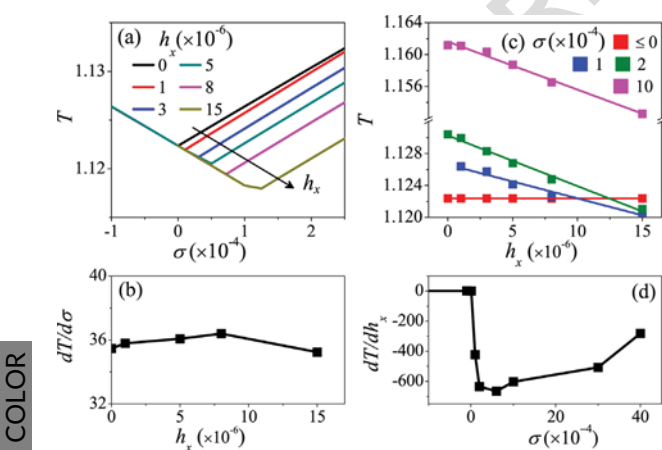 (a)
h_x (×10⁻⁶)
0 5
1 8
3 15
h_x
1.13
1.12
T
-1 0 1 2
σ (×10⁻⁴)
(c) σ (×10⁻⁴) ≤0
1 2
10
1.164
1.160
1.156
1.128
1.124
1.120
T
0 5 10 15
h_x (×10⁻⁶)
(b)
40
36
32
dT/dσ
0 5 10 15
h_x (×10⁻⁶)
(d)
0
-200
-400
-600
dT/dh_x
0 20 40
σ (×10⁻⁴)
COLOR